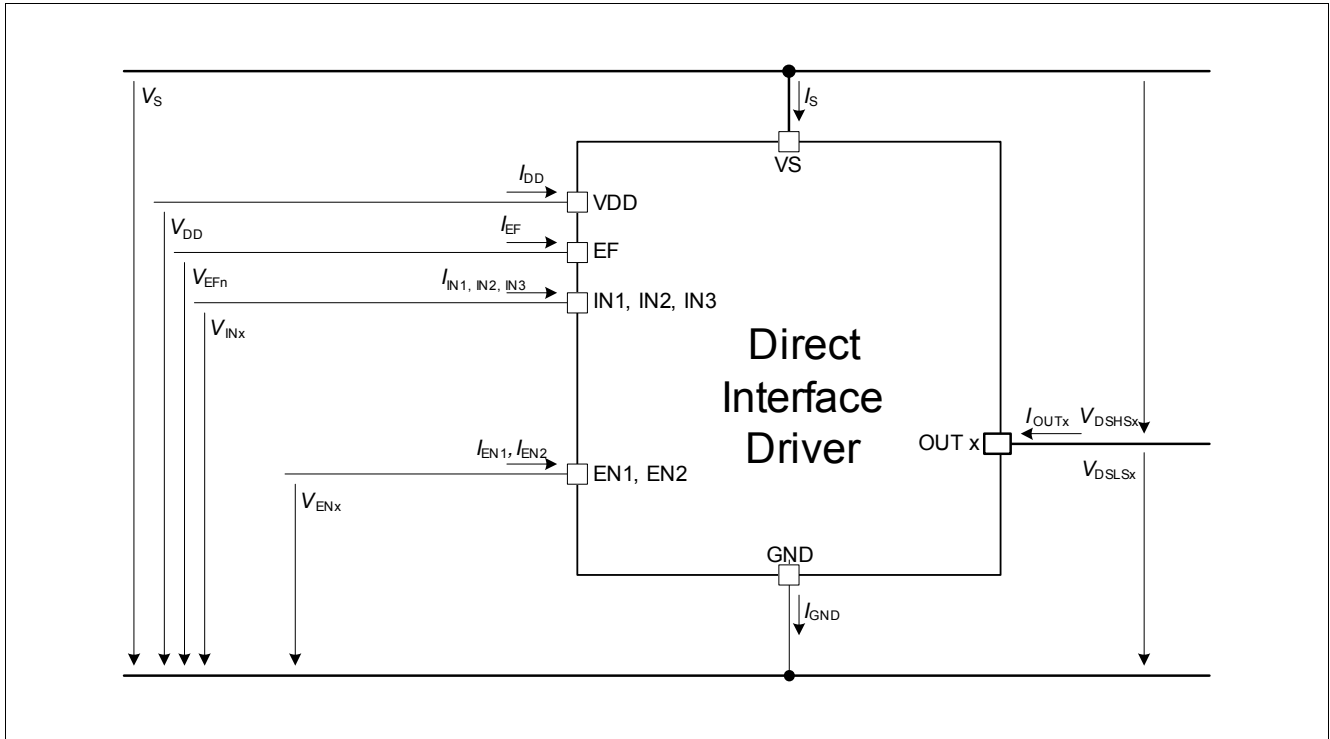 VS
IS
VS
IDD
VDD
VDD
IEF
EF
VEFn
IIN1, IN2, IN3
IN1, IN2, IN3
VINx
Direct
Interface
Driver
IOUTx
VDSHSx
OUT x
IEN1, IEN2
EN1, EN2
VDSLSx
VENx
GND
IGND